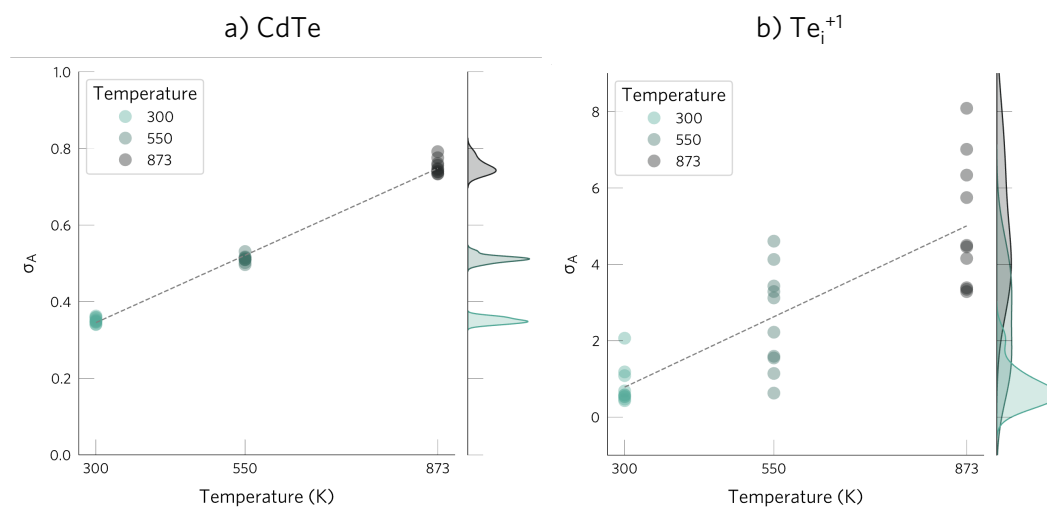 a) CdTe
1.0
0.8
0.6
0.4
0.2
0.0
σA
Temperature
300
550
873
300
550
873
Temperature (K)
b) Tei+1
8
6
4
2
0
σA
Temperature
300
550
873
300
550
873
Temperature (K)